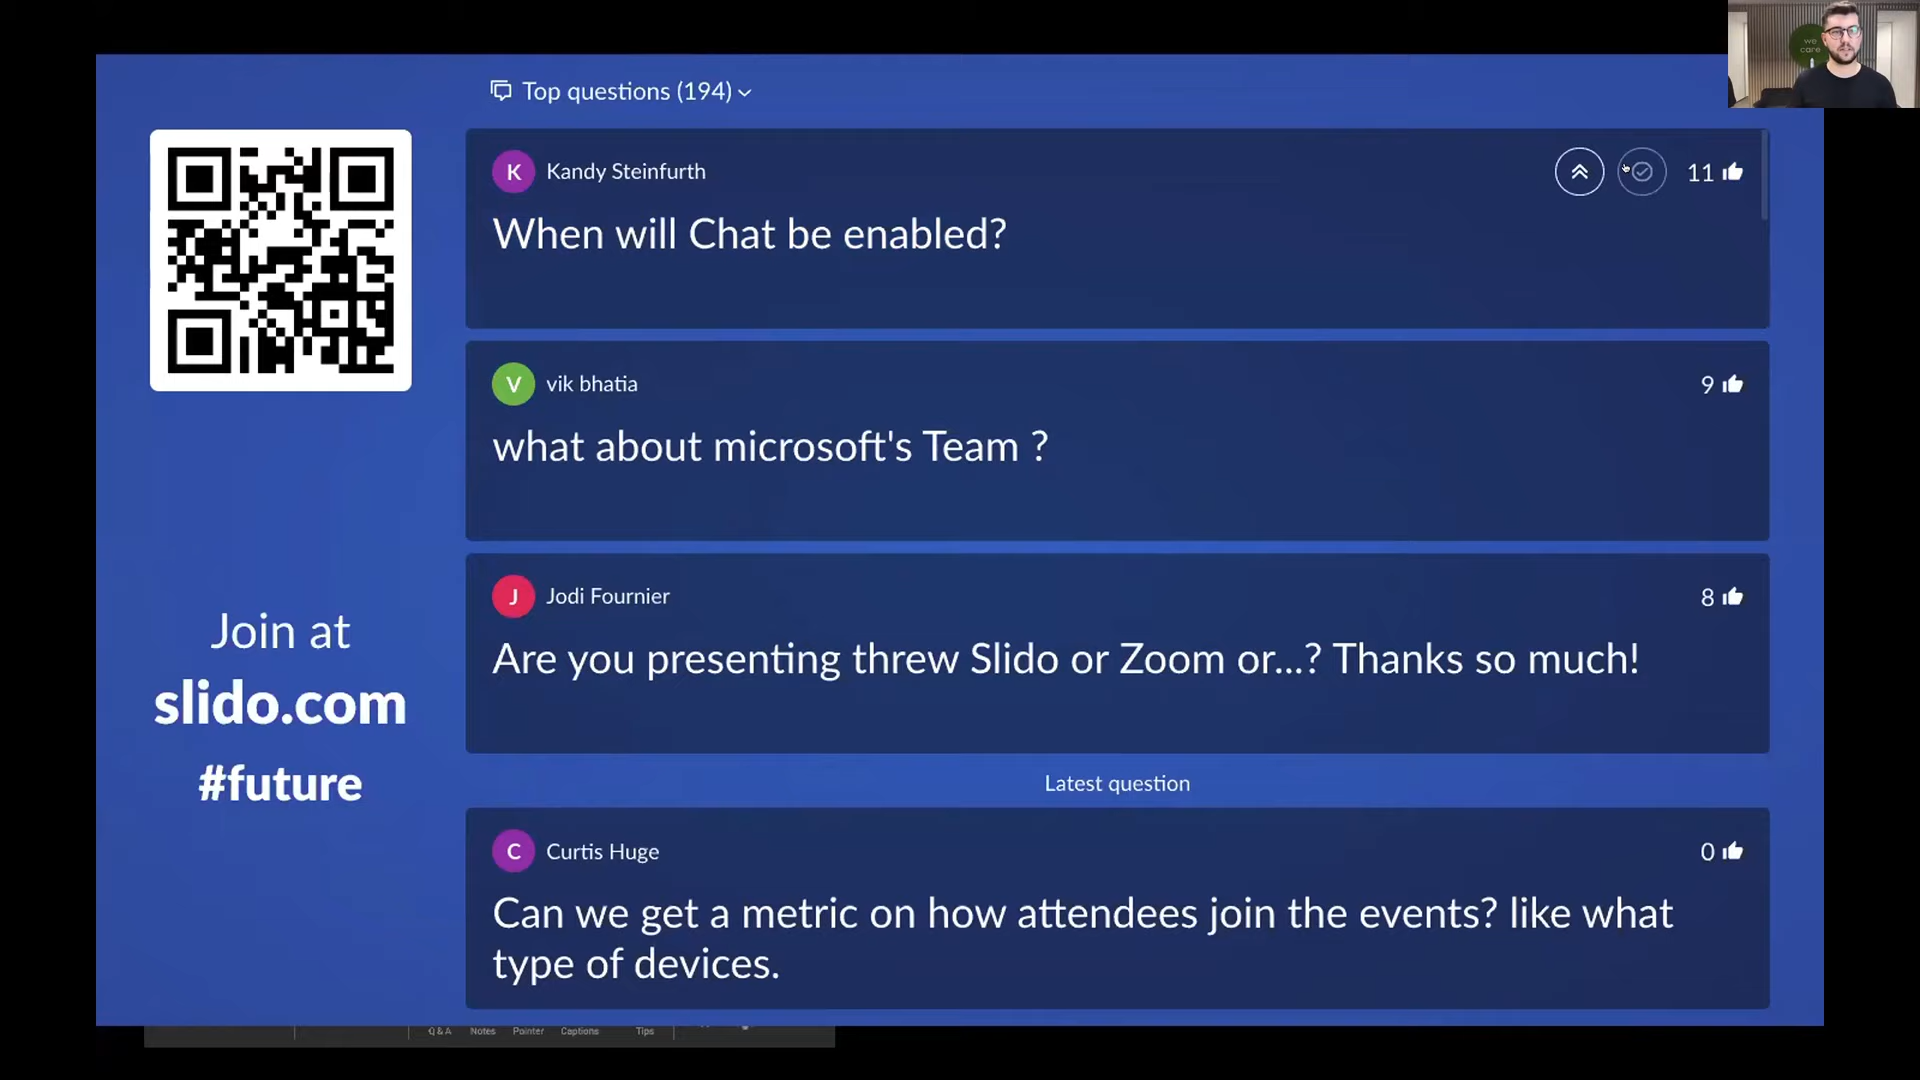 we
care
Top questions (194)
K Kandy Steinfurth 11
When will Chat be enabled?
V vik bhatia 9
what about microsoft's Team ?
J Jodi Fournier 8
Are you presenting threw Slido or Zoom or...? Thanks so much!
Join at
slido.com
#future
Latest question
C Curtis Huge 0
Can we get a metric on how attendees join the events? like what
type of devices.
Q & A Notes Pointer Captions Tips